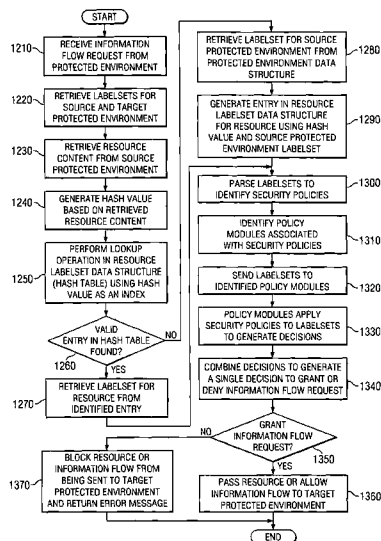 START
1210
RECEIVE INFORMATION
FLOW REQUEST FROM
PROTECTED ENVIRONMENT
1220
RETRIEVE LABELSETS FOR
SOURCE AND TARGET
PROTECTED ENVIRONMENT
1230
RETRIEVE RESOURCE
CONTENT FROM SOURCE
PROTECTED ENVIRONMENT
1240
GENERATE HASH VALUE
BASED ON RETRIEVED
RESOURCE CONTENT
1250
PERFORM LOOKUP
OPERATION IN RESOURCE
LABELSET DATA STRUCTURE
(HASH TABLE) USING HASH
VALUE AS AN INDEX
VALID
ENTRY IN HASH TABLE
FOUND?
NO
1260
YES
1270
RETRIEVE LABELSET FOR
RESOURCE FROM
IDENTIFIED ENTRY
RETRIEVE LABELSET FOR SOURCE
PROTECTED ENVIRONMENT FROM
PROTECTED ENVIRONMENT DATA
STRUCTURE
1280
GENERATE ENTRY IN RESOURCE
LABELSET DATA STRUCTURE
FOR RESOURCE USING HASH
VALUE AND SOURCE PROTECTED
ENVIRONMENT LABELSET
1290
PARSE LABELSETS TO
IDENTIFY SECURITY POLICIES
1300
IDENTIFY POLICY
MODULES ASSOCIATED
WITH SECURITY POLICIES
1310
SEND LABELSETS TO
IDENTIFIED POLICY MODULES
1320
POLICY MODULES APPLY
SECURITY POLICIES TO LABELSETS
TO GENERATE DECISIONS
1330
COMBINE DECISIONS TO GENERATE
A SINGLE DECISION TO GRANT OR
DENY INFORMATION FLOW REQUEST
1340
GRANT
INFORMATION FLOW
REQUEST?
NO
1350
YES
BLOCK RESOURCE OR
INFORMATION FLOW FROM
BEING SENT TO TARGET
PROTECTED ENVIRONMENT
AND RETURN ERROR MESSAGE
1370
PASS RESOURCE OR ALLOW
INFORMATION FLOW TO TARGET
PROTECTED ENVIRONMENT
1360
END